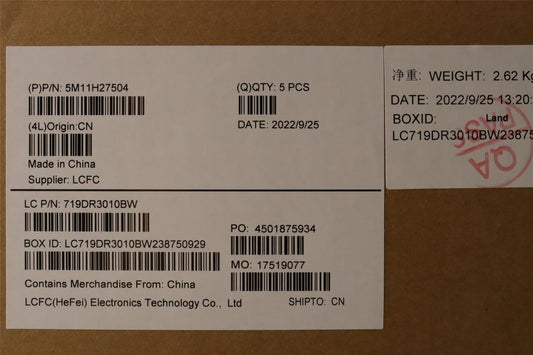 (P)P/N: 5M11H27504
(Q)QTY: 5 PCS
(4L)Origin:CN
DATE: 2022/9/25
Made in China
Supplier: LCFC
LC P/N: 719DR3010BW
PO: 4501875934
BOX ID: LC719DR3010BW238750929
MO: 17519077
Contains Merchandise From: China
LCFC(HeFei) Electronics Technology Co., Ltd
SHIPTO: CN
净重: WEIGHT: 2.62 Kg
DATE: 2022/9/25 13:20:
BOXID: Land
LC719DR3010BW23875
QA
PASS